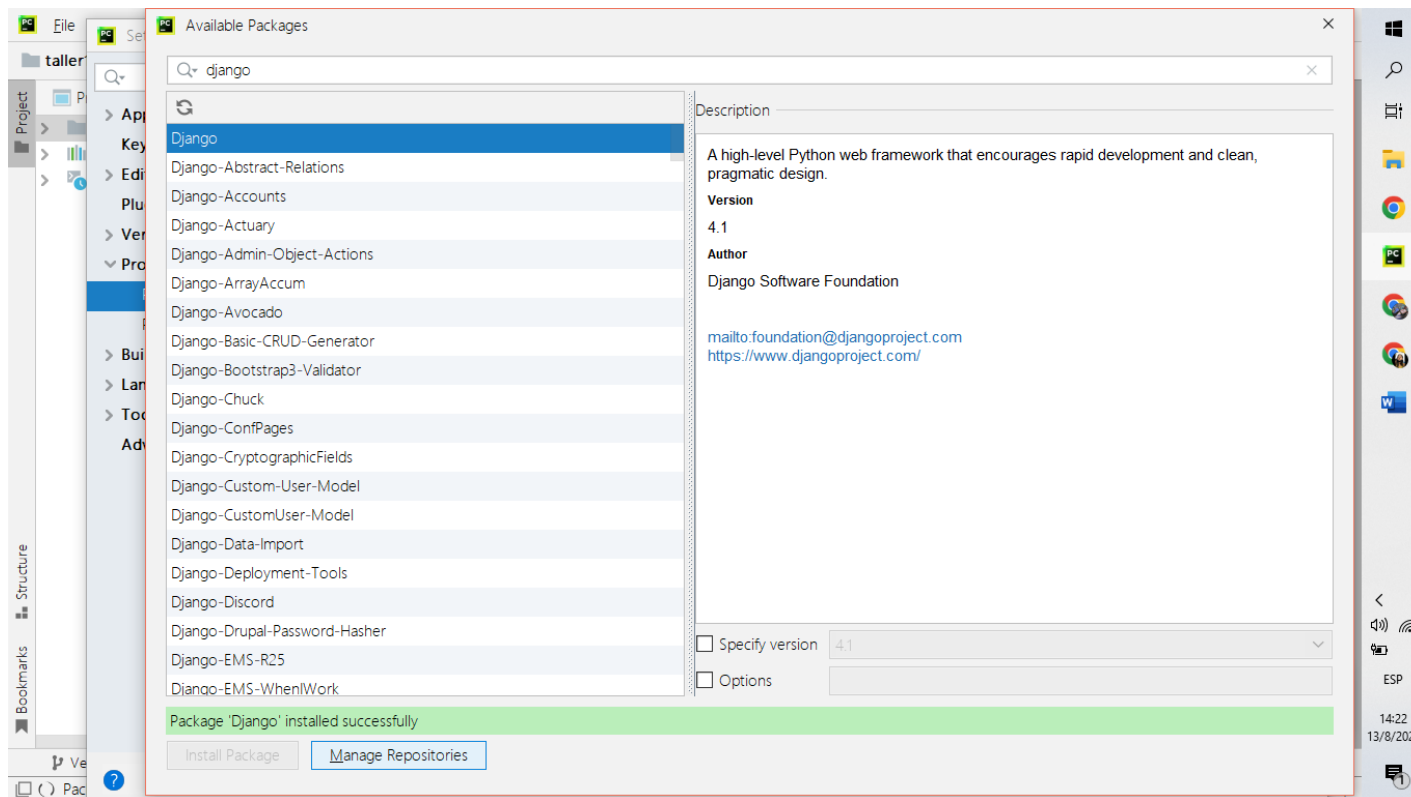 File
Set
Available Packages
taller
django
Project
P
App
Key
Edi
Plu
Ver
Pro
Bui
Lan
Too
Adv
Django
Django-Abstract-Relations
Django-Accounts
Django-Actuary
Django-Admin-Object-Actions
Django-ArrayAccum
Django-Avocado
Django-Basic-CRUD-Generator
Django-Bootstrap3-Validator
Django-Chuck
Django-ConfPages
Django-CryptographicFields
Django-Custom-User-Model
Django-CustomUser-Model
Django-Data-Import
Django-Deployment-Tools
Django-Discord
Django-Drupal-Password-Hasher
Django-EMS-R25
Django-EMS-WhenIWork
Description
A high-level Python web framework that encourages rapid development and clean,
pragmatic design.
Version
4.1
Author
Django Software Foundation
mailto:foundation@djangoproject.com
https://www.djangoproject.com/
Specify version 4.1
Options
Package 'Django' installed successfully
Install Package Manage Repositories
Structure
Bookmarks
Ve
Pac
ESP
14:22
13/8/202